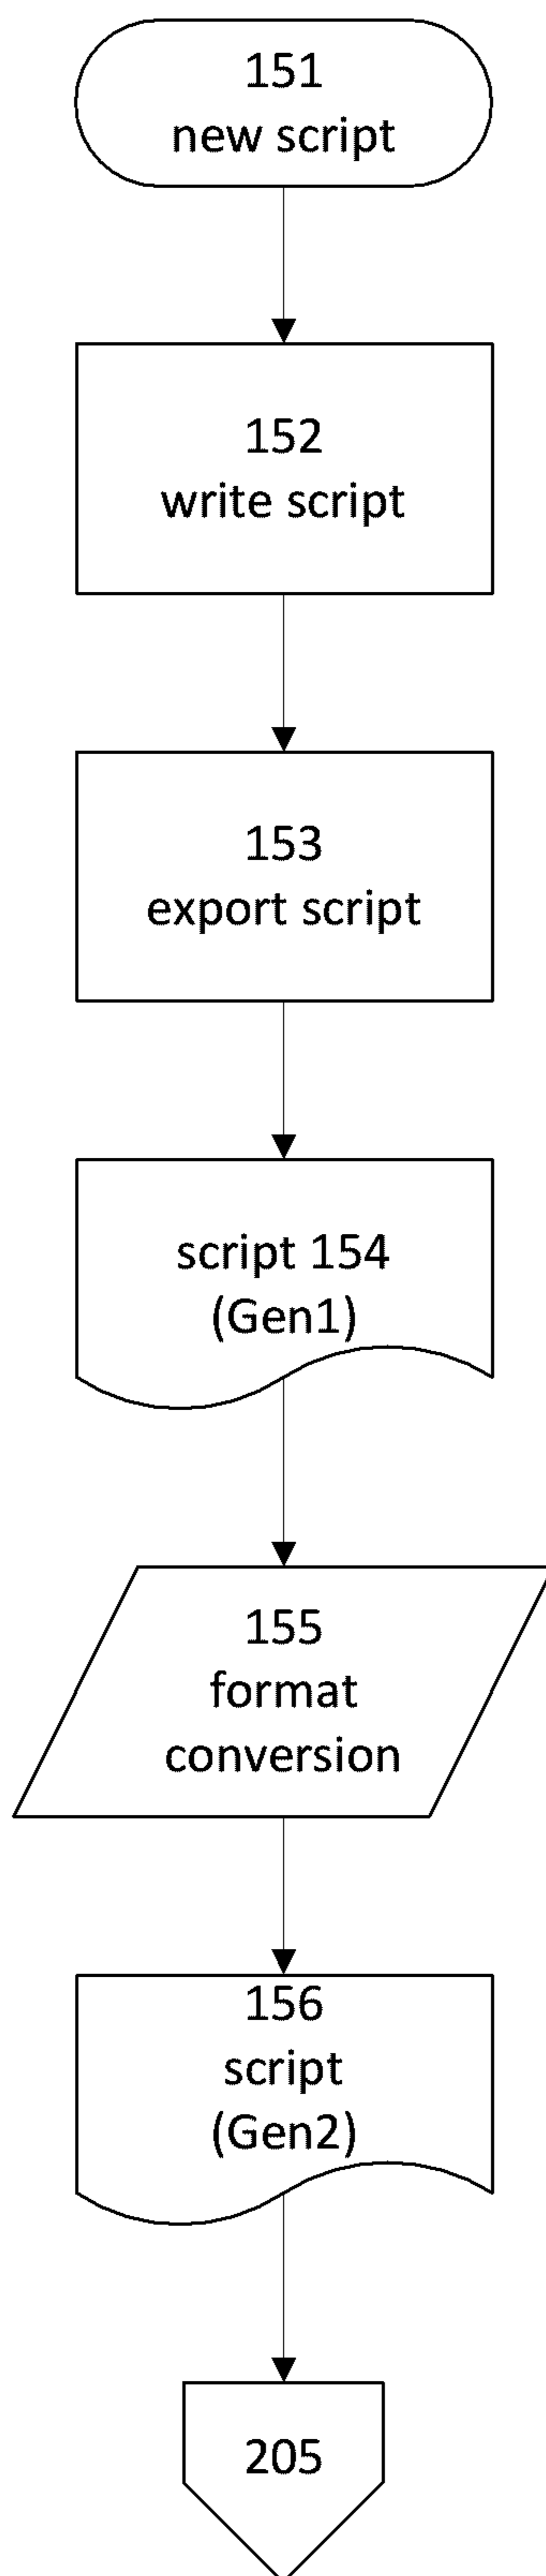 151
new script
152
write script
153
export script
script 154
(Gen1)
155
format
conversion
156
script
(Gen2)
205